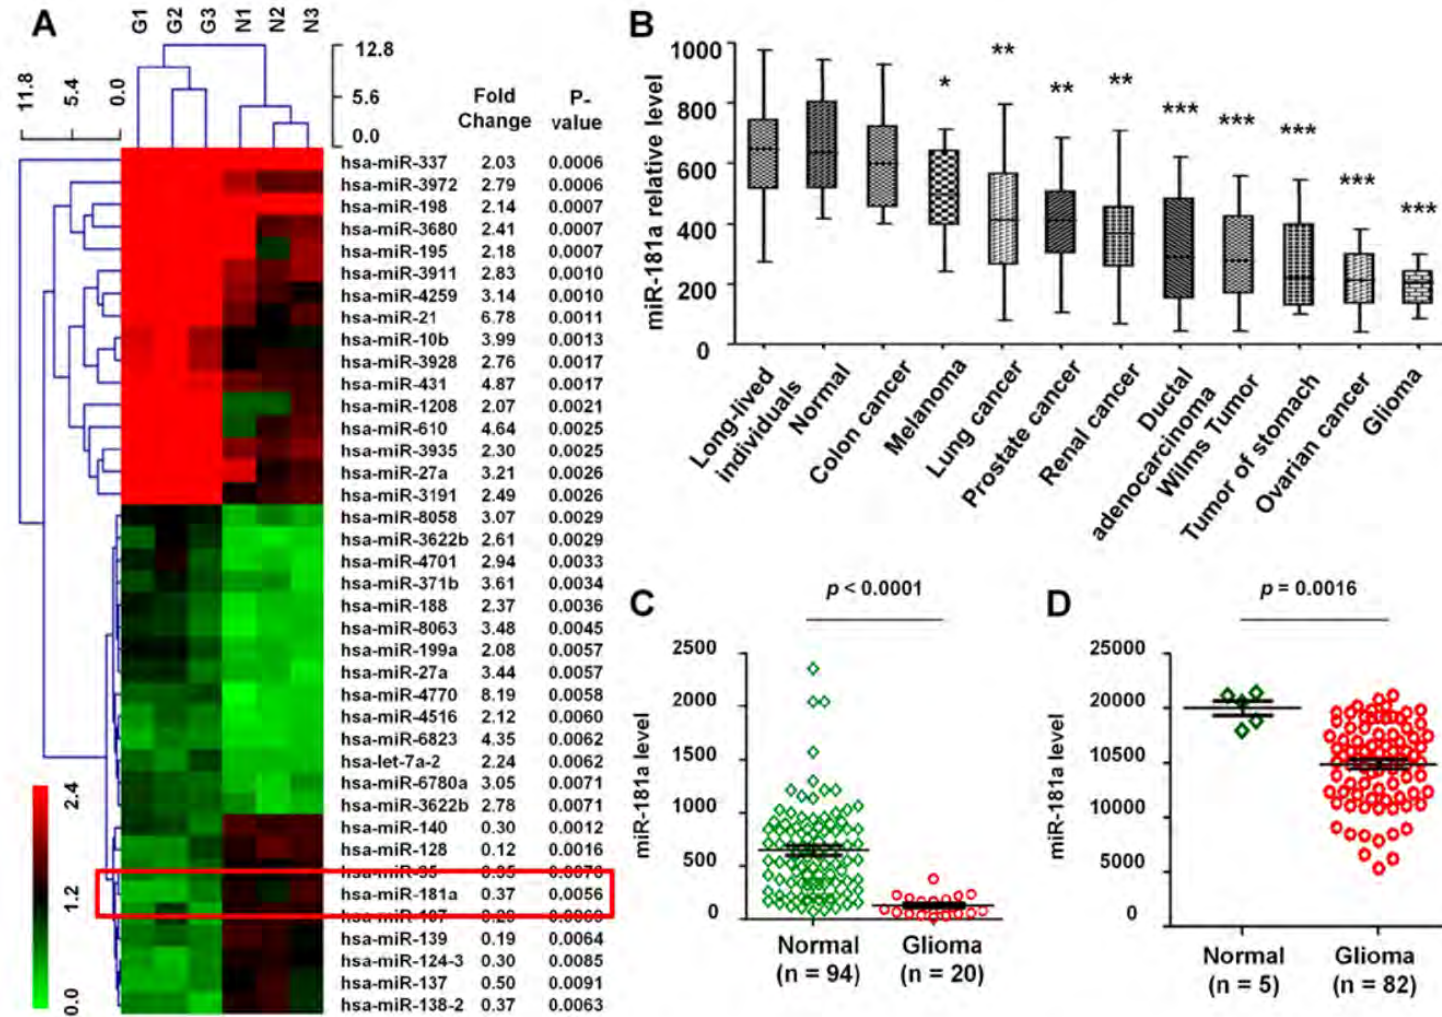 A
G1 G2 G3 N1 N2 N3
11.8 5.4 0.0
12.8
5.6
0.0
Fold Change P-value
hsa-miR-337 2.03 0.0006
hsa-miR-3972 2.79 0.0006
hsa-miR-198 2.14 0.0007
hsa-miR-3680 2.41 0.0007
hsa-miR-195 2.18 0.0007
hsa-miR-3911 2.83 0.0010
hsa-miR-4259 3.14 0.0010
hsa-miR-21 6.78 0.0011
hsa-miR-10b 3.99 0.0013
hsa-miR-3928 2.76 0.0017
hsa-miR-431 4.87 0.0017
hsa-miR-1208 2.07 0.0021
hsa-miR-610 4.64 0.0025
hsa-miR-3935 2.30 0.0025
hsa-miR-27a 3.21 0.0026
hsa-miR-3191 2.49 0.0026
hsa-miR-8058 3.07 0.0029
hsa-miR-3622b 2.61 0.0029
hsa-miR-4701 2.94 0.0033
hsa-miR-371b 3.61 0.0034
hsa-miR-188 2.37 0.0036
hsa-miR-8063 3.48 0.0045
hsa-miR-199a 2.08 0.0057
hsa-miR-27a 3.44 0.0057
hsa-miR-4770 8.19 0.0058
hsa-miR-4516 2.12 0.0060
hsa-miR-6823 4.35 0.0062
hsa-let-7a-2 2.24 0.0062
hsa-miR-6780a 3.05 0.0071
hsa-miR-3622b 2.78 0.0071
hsa-miR-140 0.30 0.0012
hsa-miR-128 0.12 0.0016
hsa-miR-181a 0.37 0.0056
hsa-miR-139 0.19 0.0064
hsa-miR-124-3 0.30 0.0085
hsa-miR-137 0.50 0.0091
hsa-miR-138-2 0.37 0.0063
2.4
1.2
0.0
B
miR-181a relative level
1000
800
600
400
200
0
* ** ** ** *** *** *** *** ***
Long-lived individuals
Normal
Colon cancer
Melanoma
Lung cancer
Prostate cancer
Renal cancer
Ductal adenocarcinoma
Wilms Tumor
Tumor of stomach
Ovarian cancer
Glioma
C
p < 0.0001
miR-181a level
2500
2000
1500
1000
500
0
Normal Glioma
(n = 94) (n = 20)
D
p = 0.0016
miR-181a level
25000
20000
10500
10000
5000
0
Normal Glioma
(n = 5) (n = 82)